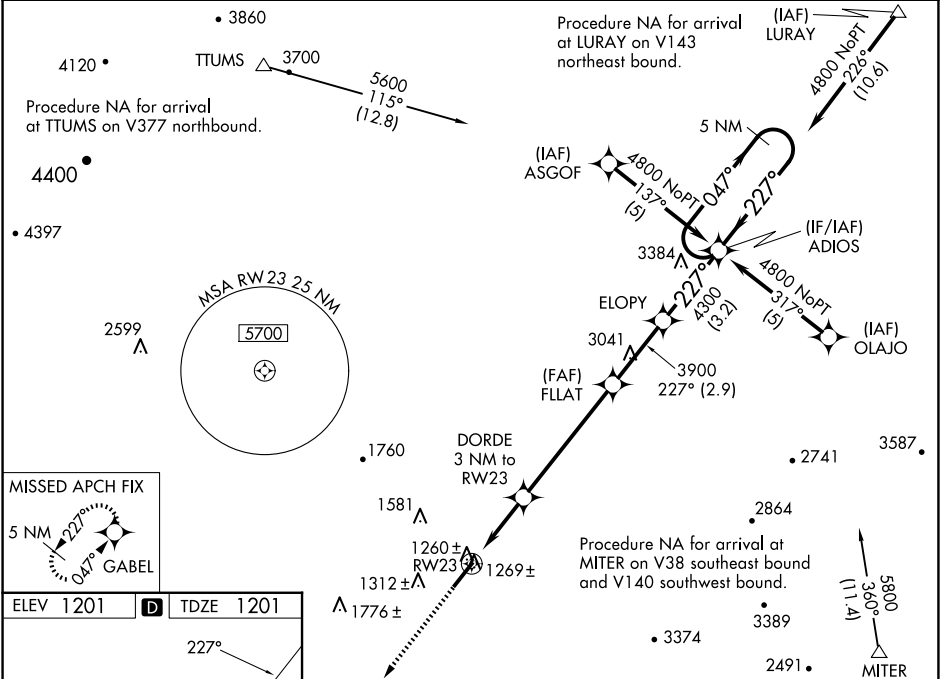 3860
4120
TTUMS
3700
5600
115°
(12.8)
Procedure NA for arrival
at TTUMS on V377 northbound.
4400
4397
Procedure NA for arrival
at LURAY on V143
northeast bound.
(IAF)
LURAY
4800 NoPT
226°
(10.6)
5 NM
(IAF)
ASGOF
4800 NoPT
137°
(5)
047°
227°
(IF/IAF)
ADIOS
3384
227°
4300
(3.2)
4800 NoPT
317°
(5)
(IAF)
OLAJO
MSA RW23 25 NM
5700
2599
ELOPY
3041
3900
227° (2.9)
(FAF)
FLLAT
1760
DORDE
3 NM to
RW23
2741
3587
2864
1581
1260 ±
RW23
1269 ±
1312 ±
1776 ±
Procedure NA for arrival at
MITER on V38 southeast bound
and V140 southwest bound.
5800
360°
(11.4)
3389
3374
2491
MITER
MISSED APCH FIX
5 NM
227°
047°
GABEL
ELEV 1201 D TDZE 1201
227°